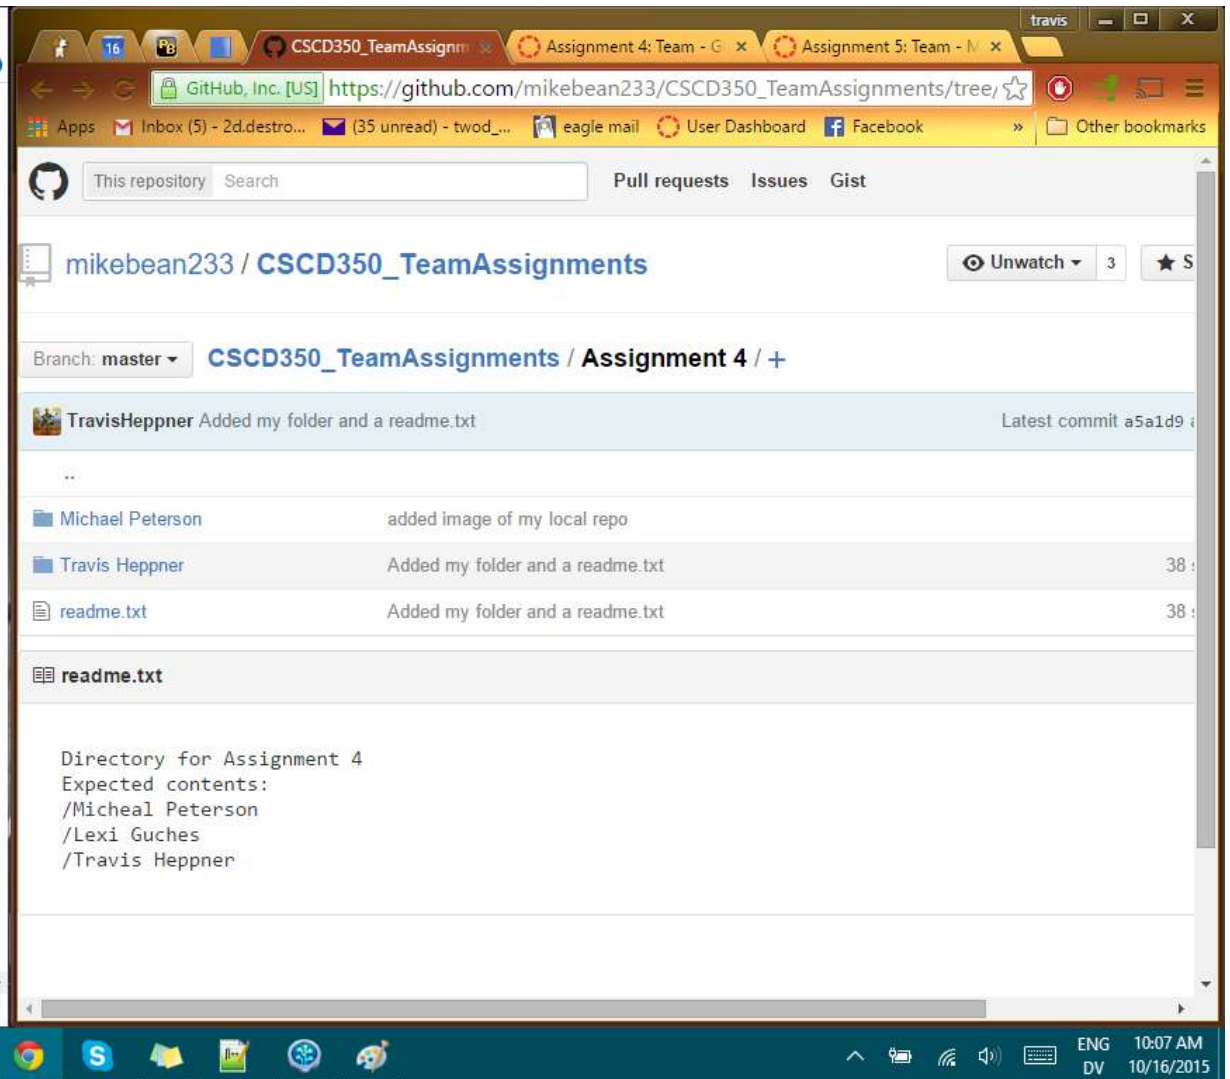 travis
16
PB
CSCD350_TeamAssignm
Assignment 4: Team - G
Assignment 5: Team - M
GitHub, Inc. [US] https://github.com/mikebean233/CSCD350_TeamAssignments/tree/
Apps Inbox (5) - 2d.destro... (35 unread) - twod_... eagle mail User Dashboard Facebook » Other bookmarks
This repository Search Pull requests Issues Gist
mikebean233 / CSCD350_TeamAssignments Unwatch 3 S
Branch: master CSCD350_TeamAssignments / Assignment 4 / +
TravisHeppner Added my folder and a readme.txt Latest commit a5a1d9 a
..
Michael Peterson added image of my local repo
Travis Heppner Added my folder and a readme.txt 38 s
readme.txt Added my folder and a readme.txt 38 s
readme.txt
Directory for Assignment 4
Expected contents:
/Micheal Peterson
/Lexi Guches
/Travis Heppner
ENG 10:07 AM
DV 10/16/2015